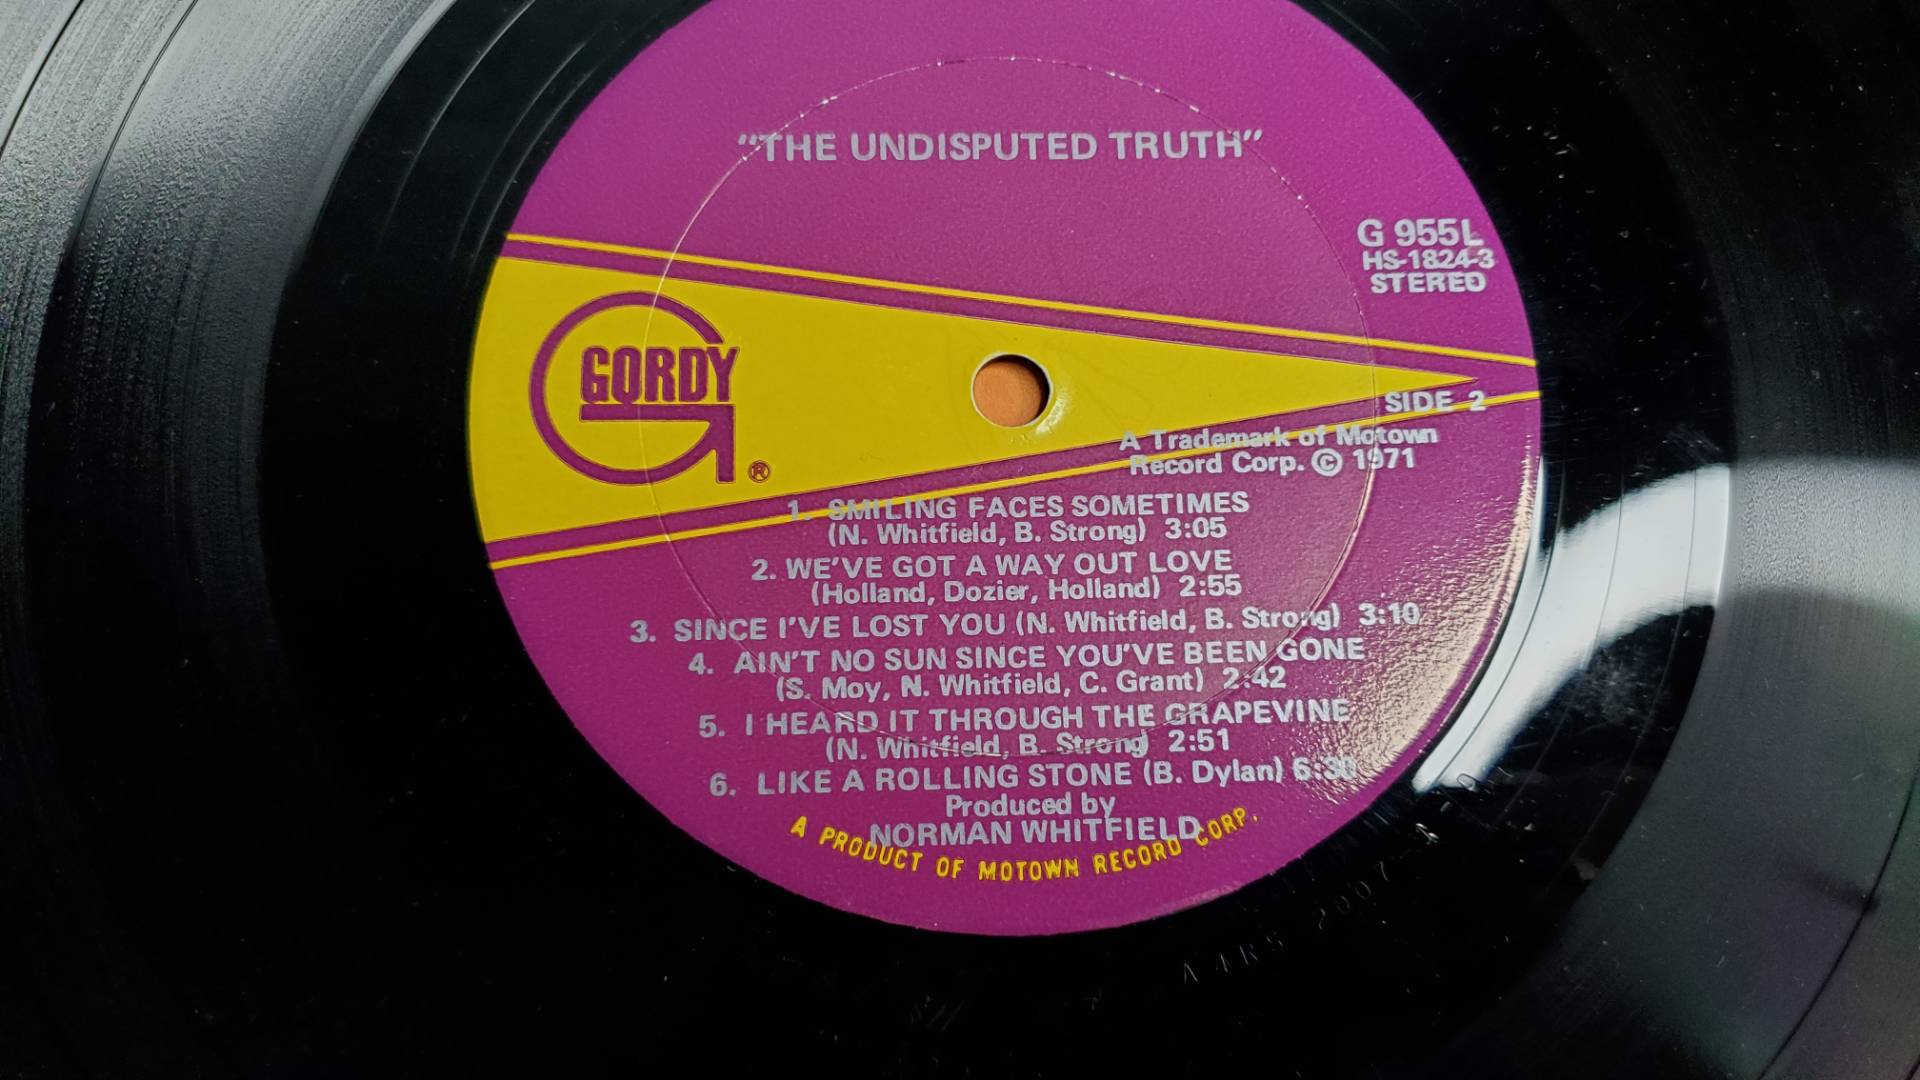 "THE UNDISPUTED TRUTH"
G 955L
HS-1824-3
STEREO
GORDY
®
SIDE 2
A Trademark of Motown
Record Corp. © 1971
1. SMILING FACES SOMETIMES
(N. Whitfield, B. Strong) 3:05
2. WE'VE GOT A WAY OUT LOVE
(Holland, Dozier, Holland) 2:55
3. SINCE I'VE LOST YOU (N. Whitfield, B. Strong) 3:10
4. AIN'T NO SUN SINCE YOU'VE BEEN GONE
(S. Moy, N. Whitfield, C. Grant) 2:42
5. I HEARD IT THROUGH THE GRAPEVINE
(N. Whitfield, B. Strong) 2:51
6. LIKE A ROLLING STONE (B. Dylan) 6:30
Produced by
NORMAN WHITFIELD
A PRODUCT OF MOTOWN RECORD CORP.